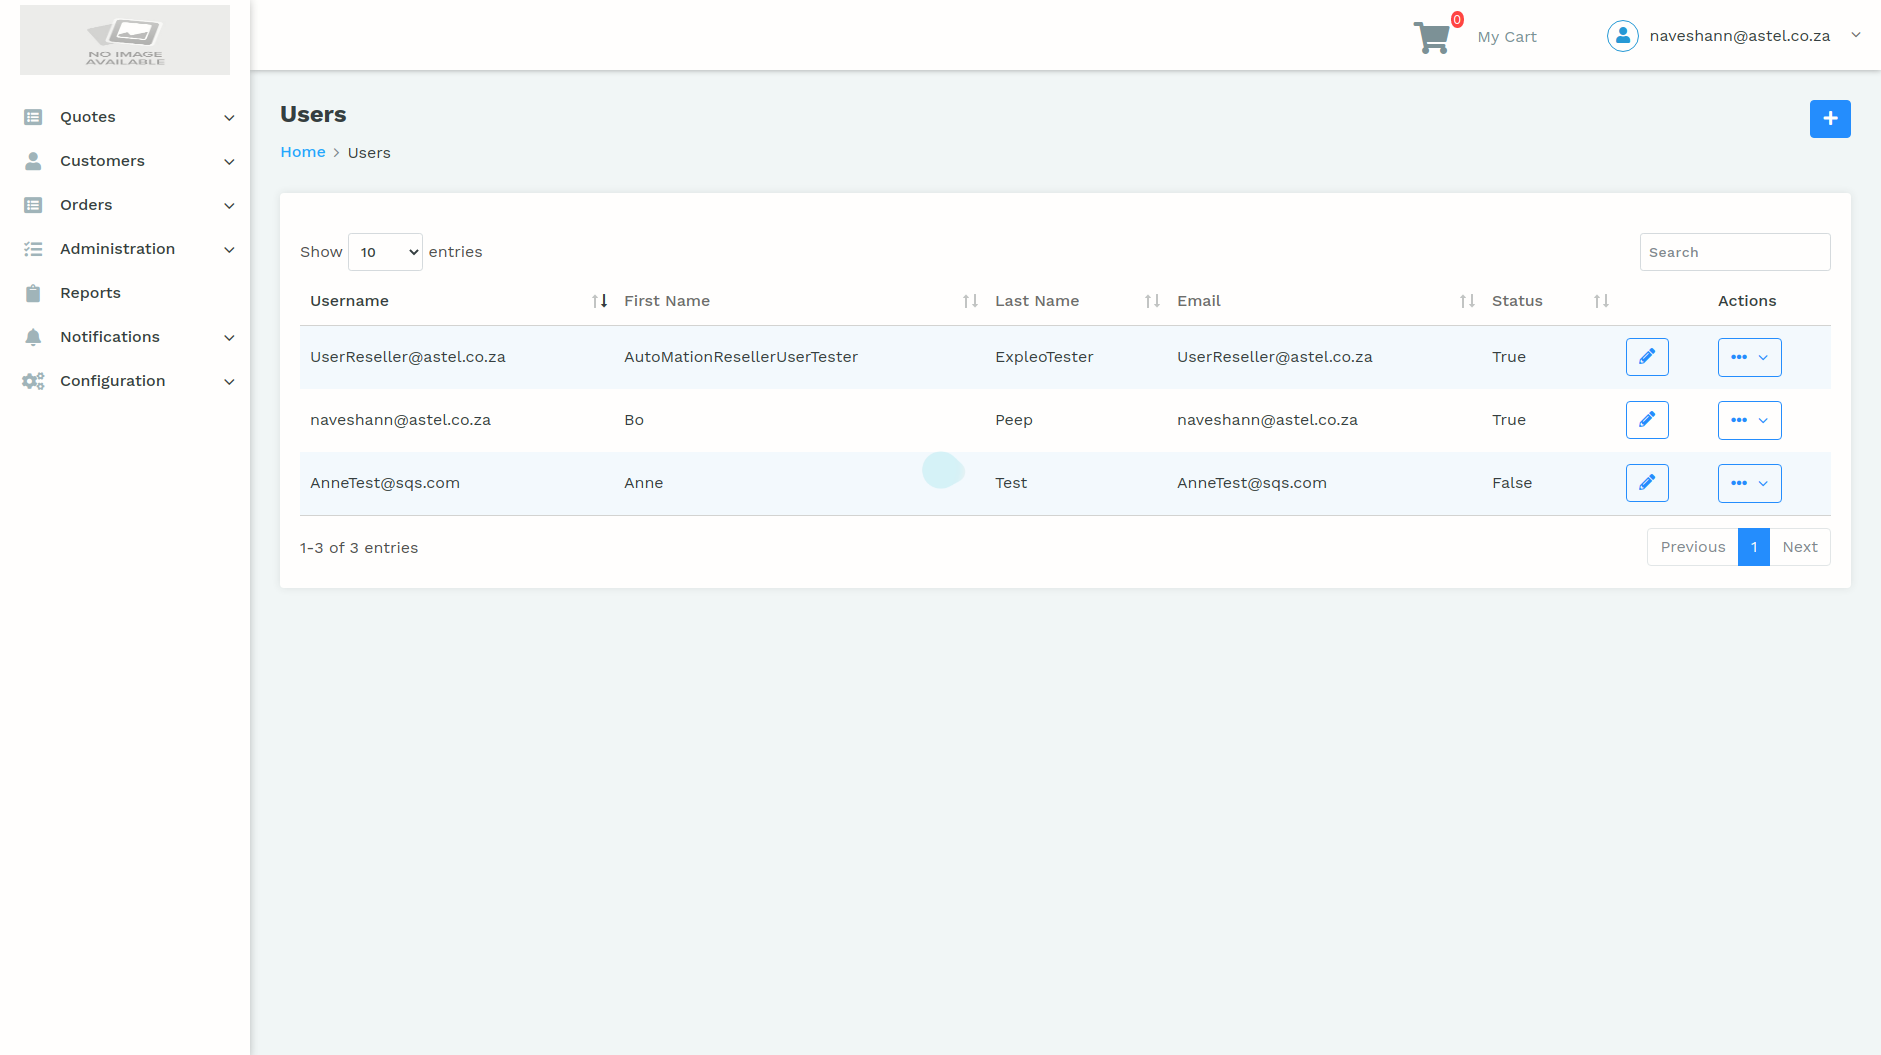 NO IMAGE
AVAILABLE
0
My Cart
naveshann@astel.co.za
Quotes
Customers
Orders
Administration
Reports
Notifications
Configuration
Users
Home
Users
Show 10 entries
Search
Username First Name Last Name Email Status Actions
UserReseller@astel.co.za AutoMationResellerUserTester ExpleoTester UserReseller@astel.co.za True
naveshann@astel.co.za Bo Peep naveshann@astel.co.za True
AnneTest@sqs.com Anne Test AnneTest@sqs.com False
1-3 of 3 entries
Previous 1 Next